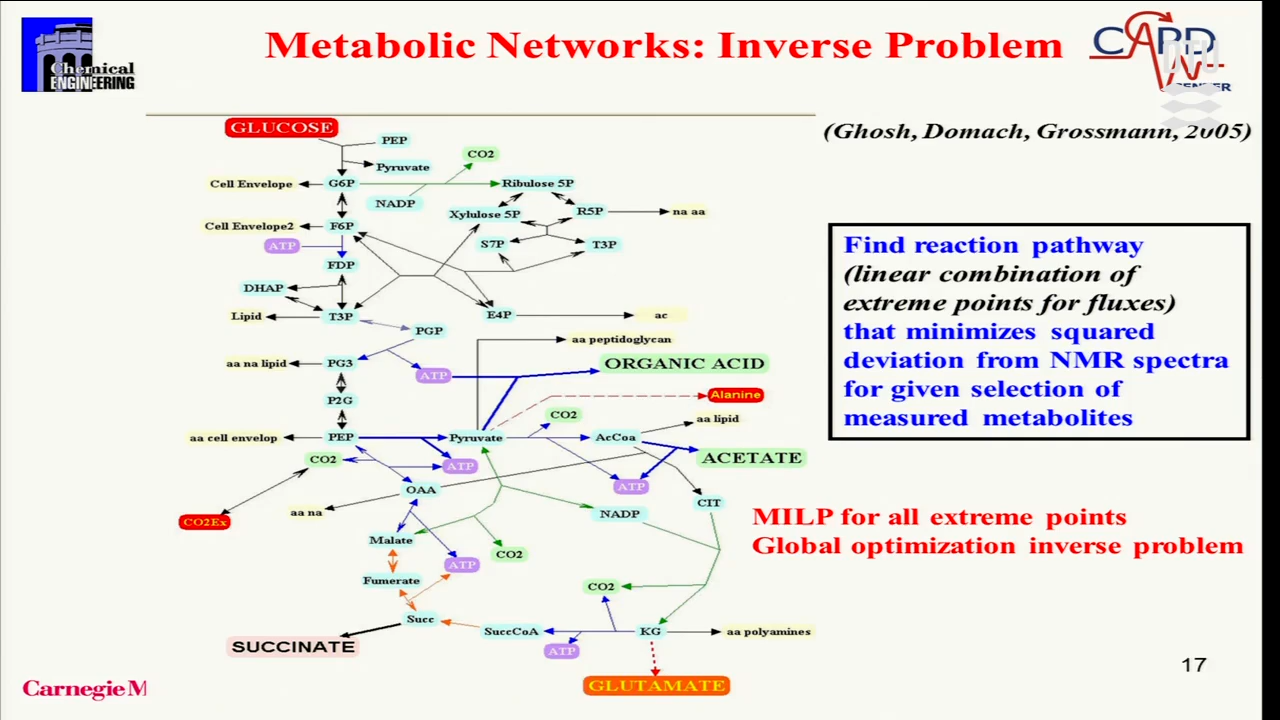 Metabolic Networks: Inverse Problem
Chemical
ENGINEERING
CAPD
CENTER
DTU
(Ghosh, Domach, Grossmann, 2005)
GLUCOSE
PEP
CO2
Pyruvate
Cell Envelope
G6P
Ribulose 5P
NADP
Xylulose 5P
R5P
na aa
Cell Envelope2
F6P
ATP
S7P
T3P
FDP
DHAP
Lipid
T3P
E4P
ac
PGP
aa peptidoglycan
aa na lipid
PG3
ATP
ORGANIC ACID
P2G
Alanine
CO2
aa lipid
aa cell envelop
PEP
Pyruvate
AcCoa
CO2
ATP
ACETATE
OAA
ATP
CIT
aa na
CO2Ex
NADP
Malate
CO2
ATP
Fumerate
CO2
Succ
SuccCoA
KG
aa polyamines
SUCCINATE
ATP
GLUTAMATE
Find reaction pathway
(linear combination of
extreme points for fluxes)
that minimizes squared
deviation from NMR spectra
for given selection of
measured metabolites
MILP for all extreme points
Global optimization inverse problem
17
Carnegie M